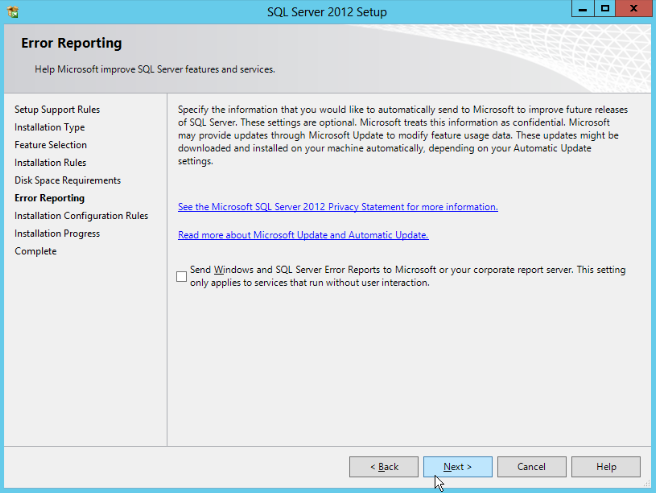 SQL Server 2012 Setup
Error Reporting
Help Microsoft improve SQL Server features and services.
Setup Support Rules
Installation Type
Feature Selection
Installation Rules
Disk Space Requirements
Error Reporting
Installation Configuration Rules
Installation Progress
Complete
Specify the information that you would like to automatically send to Microsoft to improve future releases
of SQL Server. These settings are optional. Microsoft treats this information as confidential. Microsoft
may provide updates through Microsoft Update to modify feature usage data. These updates might be
downloaded and installed on your machine automatically, depending on your Automatic Update
settings.
See the Microsoft SQL Server 2012 Privacy Statement for more information.
Read more about Microsoft Update and Automatic Update.
Send Windows and SQL Server Error Reports to Microsoft or your corporate report server. This setting
only applies to services that run without user interaction.
< Back
Next >
Cancel
Help